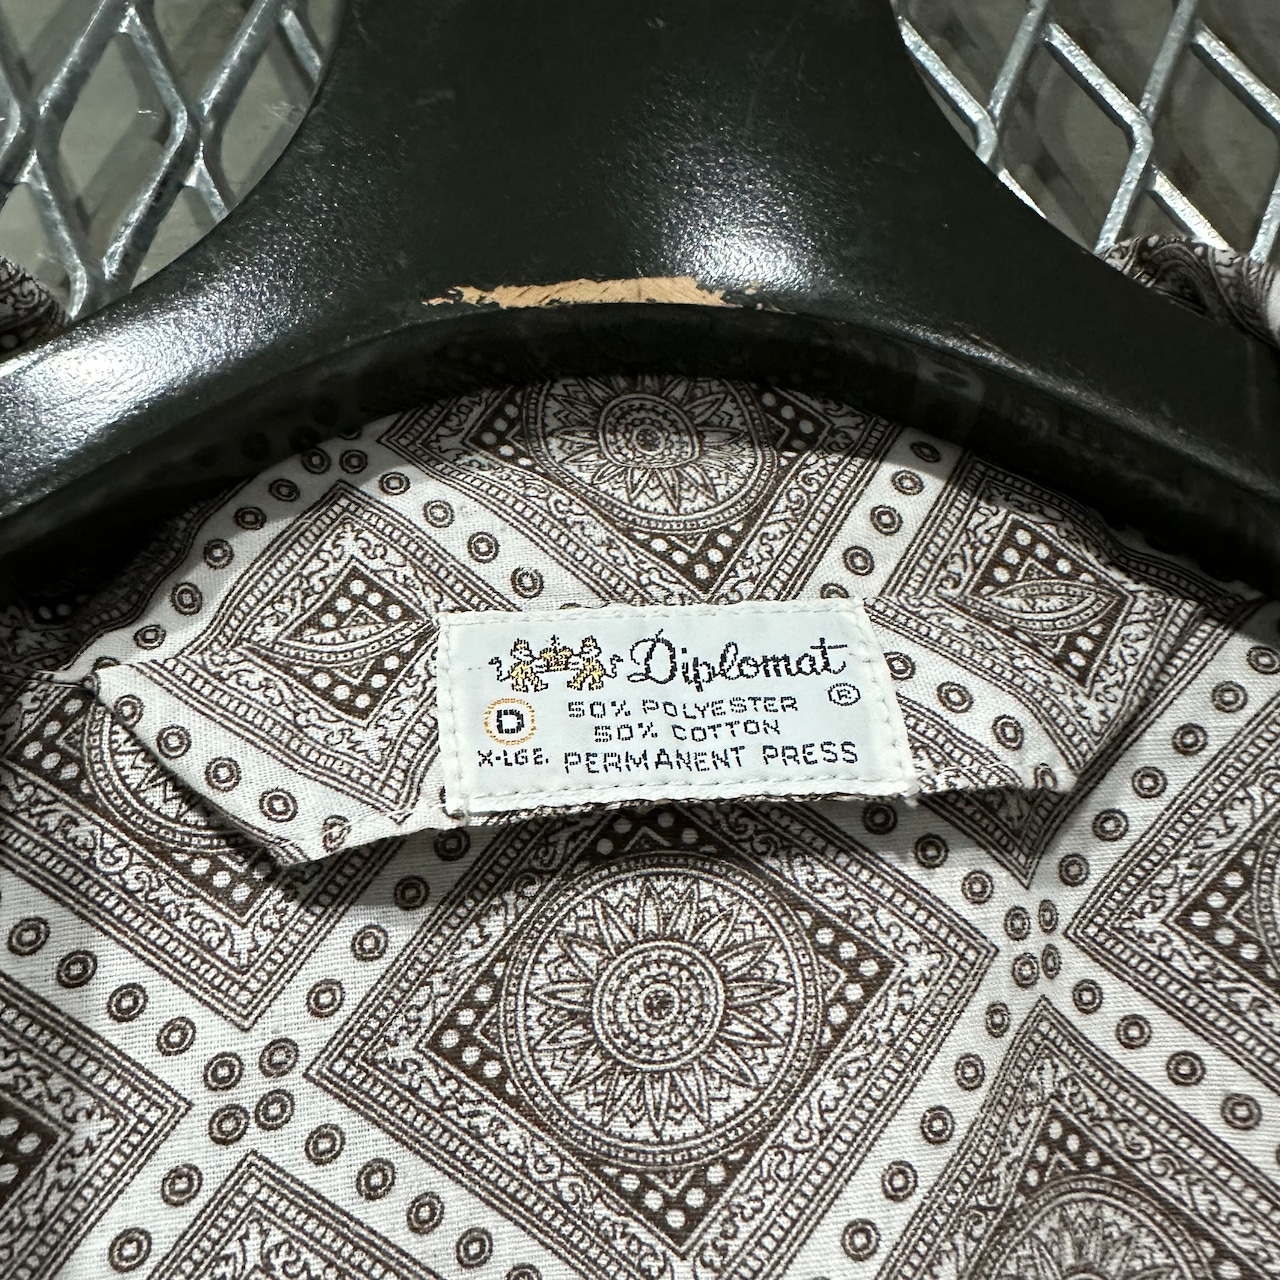 Diplomat ®
D 50% POLYESTER
50% COTTON
X-LGE. PERMANENT PRESS